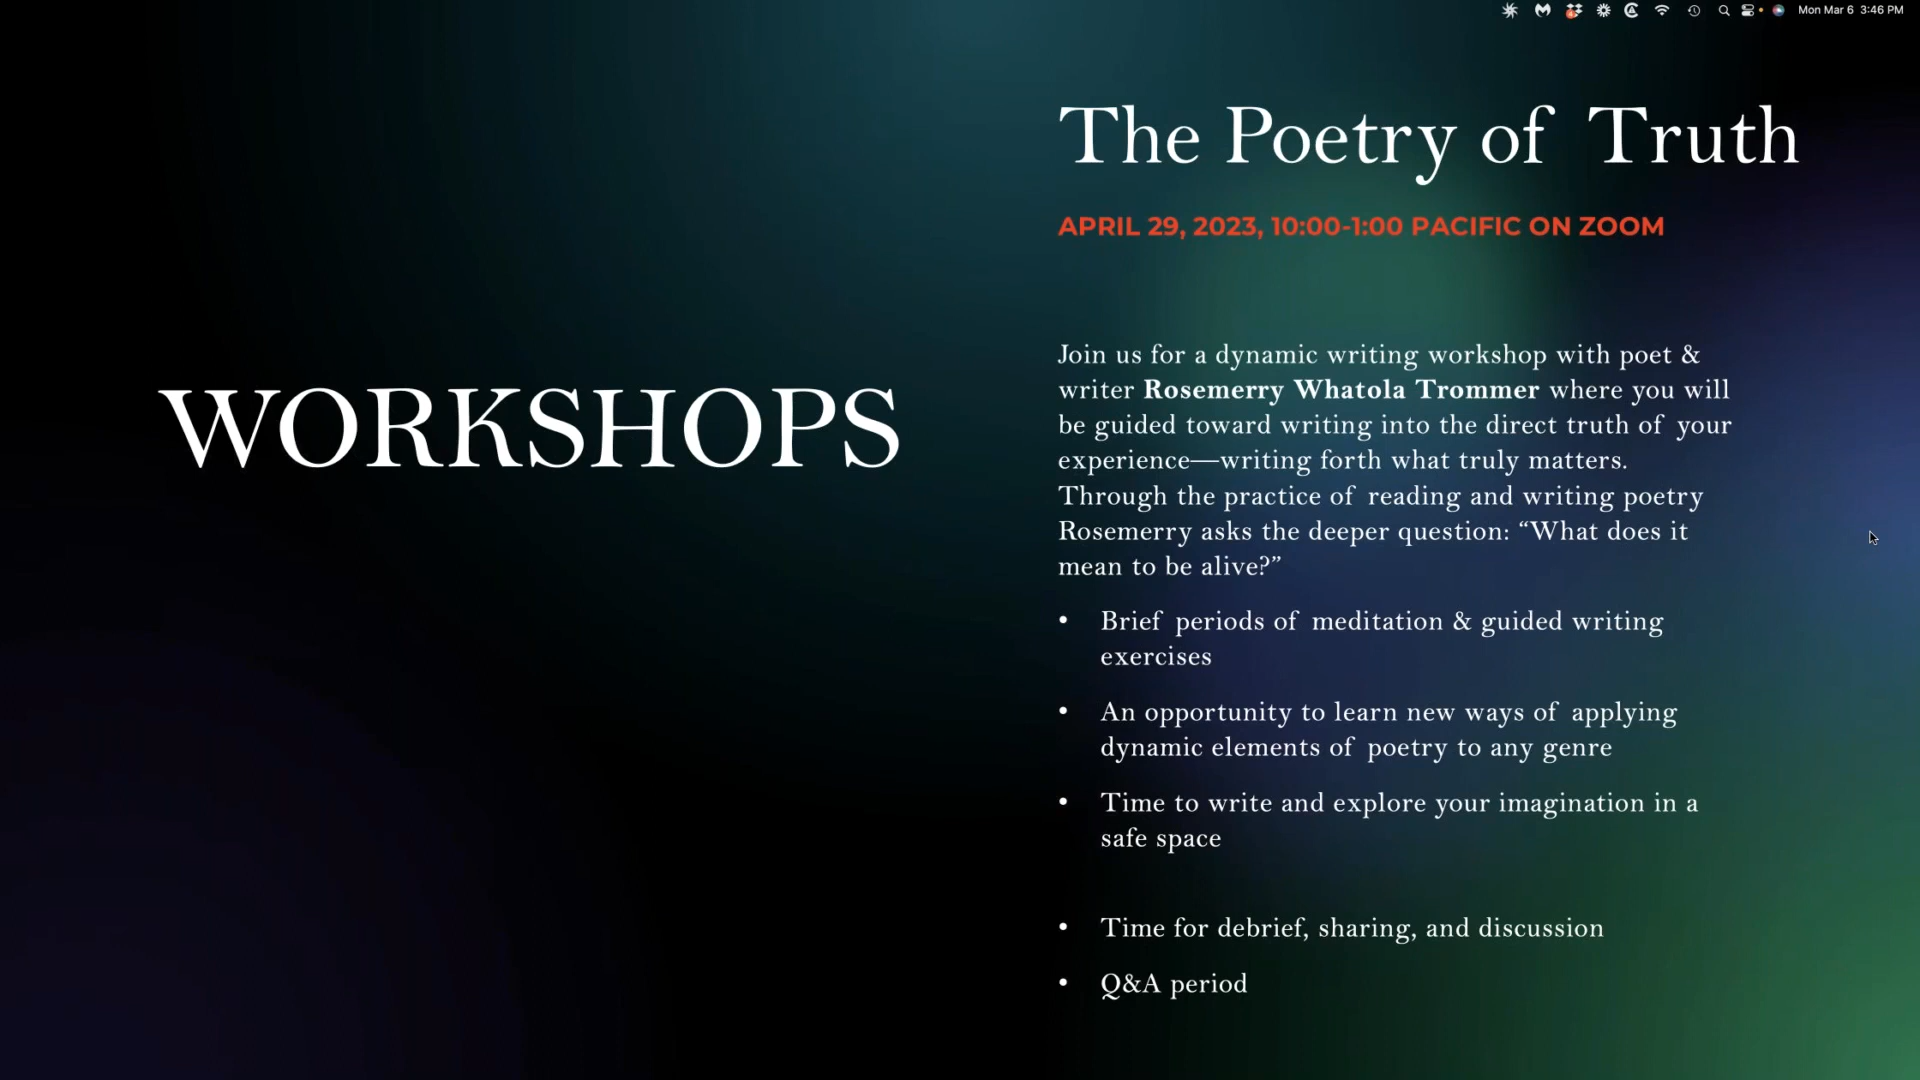 Mon Mar 6 3:46 PM
WORKSHOPS
The Poetry of Truth
APRIL 29, 2023, 10:00-1:00 PACIFIC ON ZOOM
Join us for a dynamic writing workshop with poet &
writer Rosemerry Whatola Trommer where you will
be guided toward writing into the direct truth of your
experience—writing forth what truly matters.
Through the practice of reading and writing poetry
Rosemerry asks the deeper question: “What does it
mean to be alive?”
• Brief periods of meditation & guided writing
exercises
• An opportunity to learn new ways of applying
dynamic elements of poetry to any genre
• Time to write and explore your imagination in a
safe space
• Time for debrief, sharing, and discussion
• Q&A period